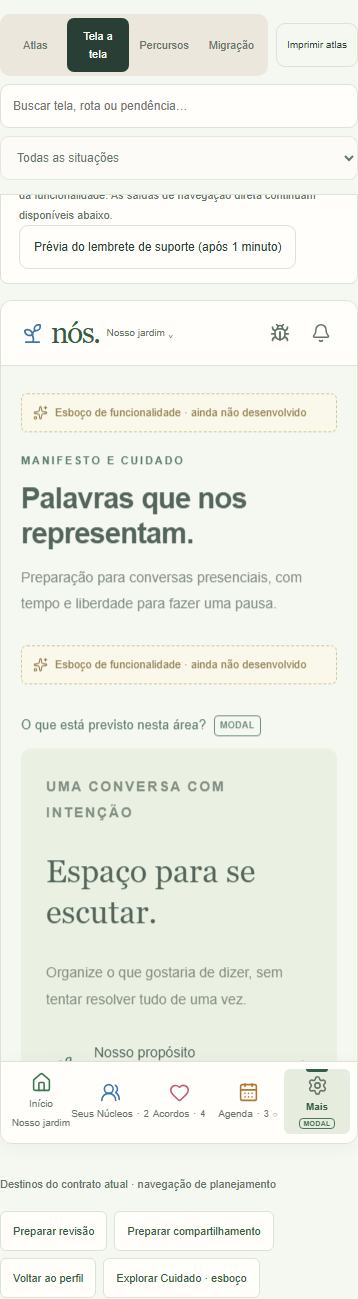 Atlas
Tela a
tela
Percursos
Migração
Imprimir atlas
Buscar tela, rota ou pendência…
Todas as situações
da funcionalidade. As saídas de navegação direta continuam
disponíveis abaixo.
Prévia do lembrete de suporte (após 1 minuto)
nós.
Nosso jardim
Esboço de funcionalidade · ainda não desenvolvido
MANIFESTO E CUIDADO
Palavras que nos
representam.
Preparação para conversas presenciais, com
tempo e liberdade para fazer uma pausa.
Esboço de funcionalidade · ainda não desenvolvido
O que está previsto nesta área? MODAL
UMA CONVERSA COM
INTENÇÃO
Espaço para se
escutar.
Organize o que gostaria de dizer, sem
tentar resolver tudo de uma vez.
Nosso propósito
Início
Nosso jardim
Seus Núcleos · 2
Acordos · 4
Agenda · 3
Mais
MODAL
Destinos do contrato atual · navegação de planejamento
Preparar revisão
Preparar compartilhamento
Voltar ao perfil
Explorar Cuidado · esboço